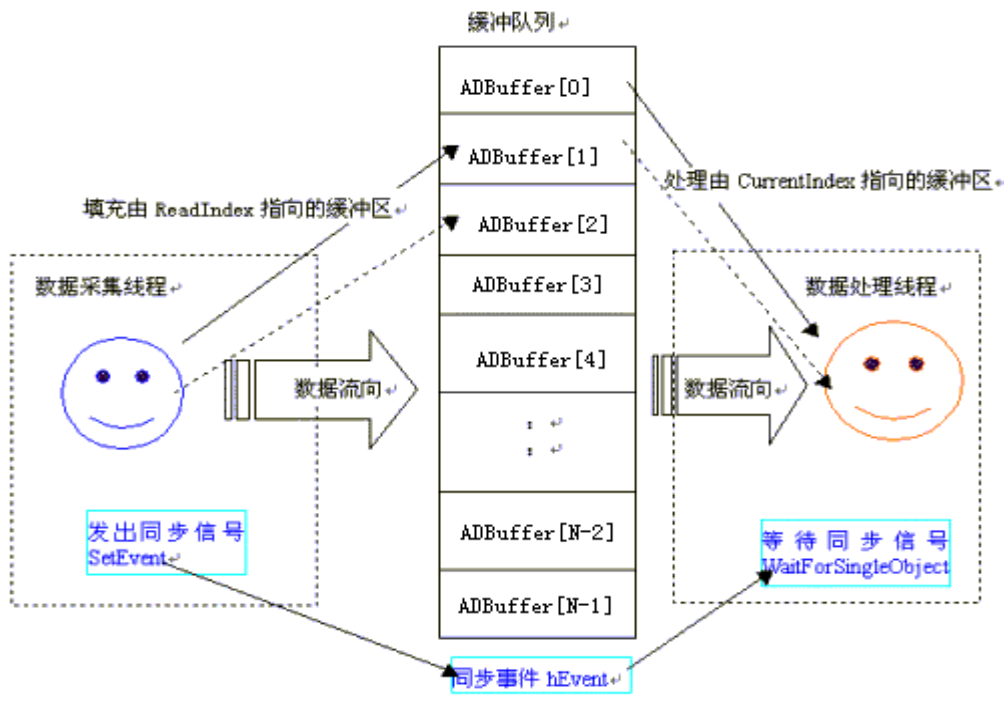 缓冲队列
ADBuffer[0]
ADBuffer[1]
处理由 CurrentIndex 指向的缓冲区
填充由 ReadIndex 指向的缓冲区
ADBuffer[2]
数据采集线程
ADBuffer[3]
数据处理线程
ADBuffer[4]
数据流向
数据流向
:
:
发出同步信号
SetEvent
ADBuffer[N-2]
等待同步信号
WaitForSingleObject
ADBuffer[N-1]
同步事件 hEvent